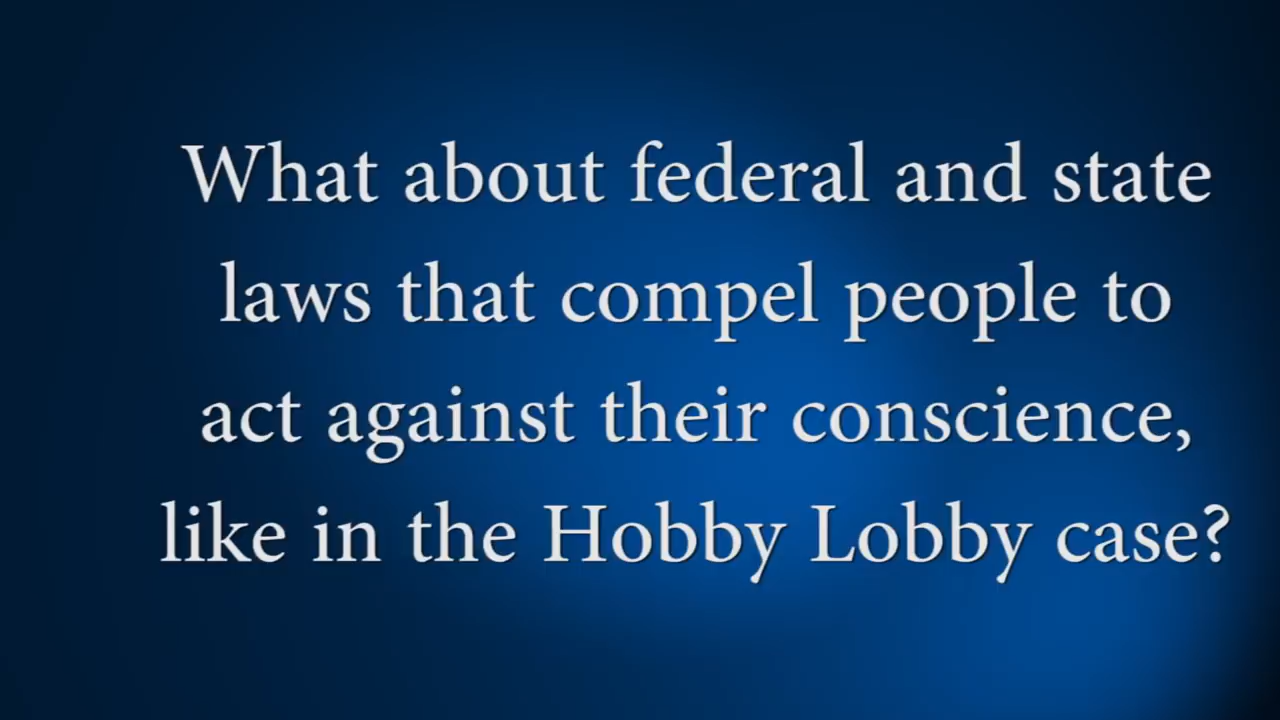 What about federal and state
laws that compel people to
act against their conscience,
like in the Hobby Lobby case?